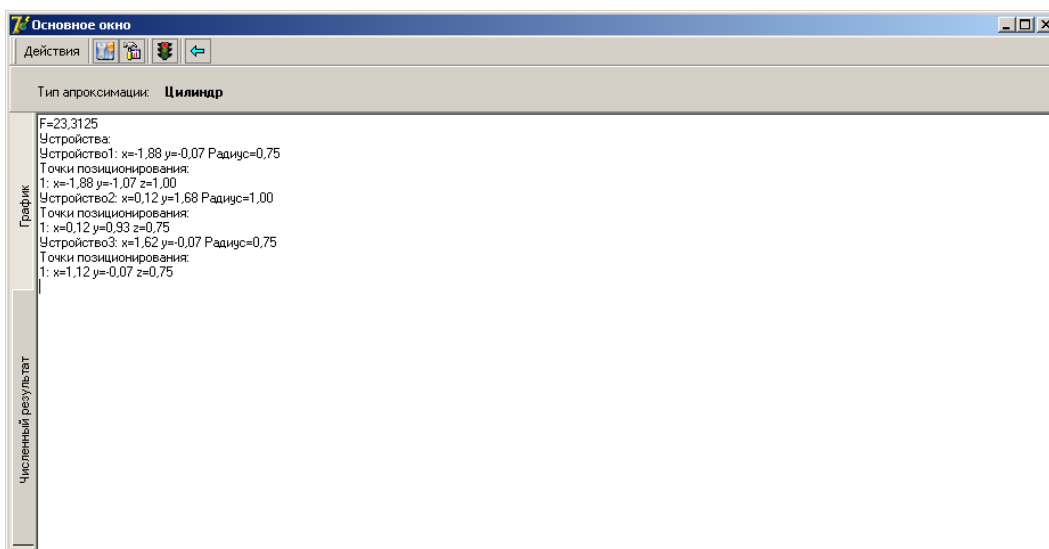 Основное окно
Действия
Тип апроксимации: Цилиндр
F=23,3125
Устройства:
Устройство1: x=-1,88 y=-0,07 Радиус=0,75
Точки позиционирования:
1: x=-1,88 y=-1,07 z=1,00
Устройство2: x=0,12 y=1,68 Радиус=1,00
Точки позиционирования:
1: x=0,12 y=0,93 z=0,75
Устройство3: x=1,62 y=-0,07 Радиус=0,75
Точки позиционирования:
1: x=1,12 y=-0,07 z=0,75
График
Численный результат